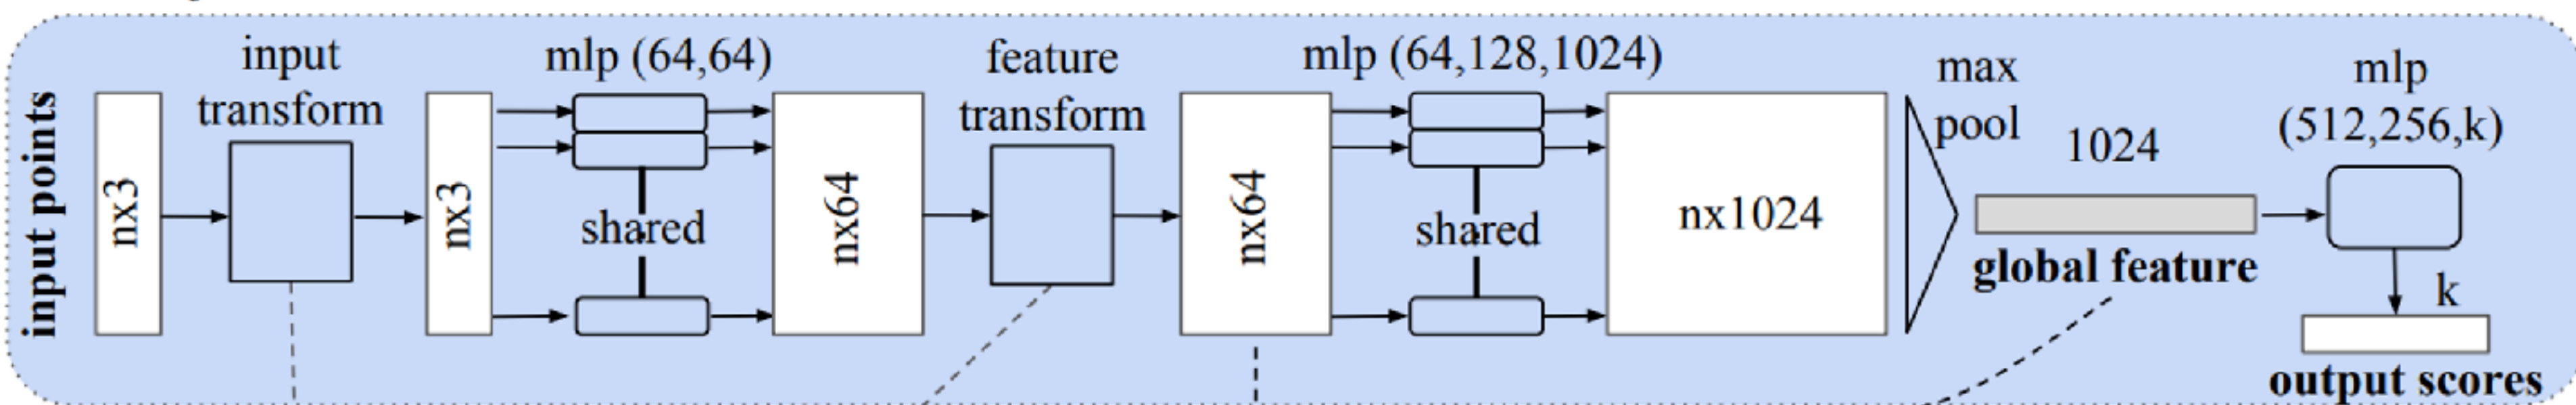 input points
nx3
input
transform
nx3
mlp (64,64)
shared
nx64
feature
transform
nx64
mlp (64,128,1024)
shared
nx1024
max
pool
1024
global feature
mlp
(512,256,k)
k
output scores